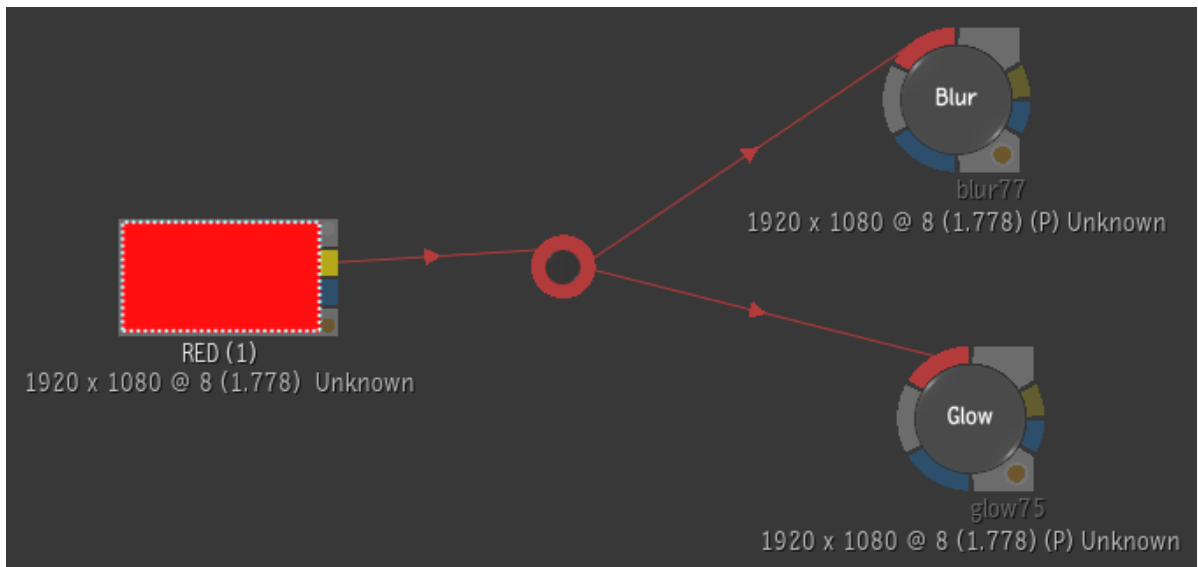 Blur
blur77
1920 x 1080 @ 8 (1.778) (P) Unknown
RED (1)
1920 x 1080 @ 8 (1.778) Unknown
Glow
glow75
1920 x 1080 @ 8 (1.778) (P) Unknown